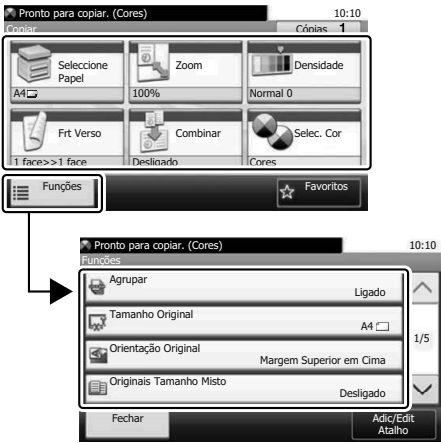 Pronto para copiar. (Cores) 10:10
Copiar Cópias 1
Seleccione Papel
A4
Zoom
100%
Densidade
Normal 0
Frt Verso
1 face>>1 face
Combinar
Desligado
Selec. Cor
Cores
Funções Favoritos
Pronto para copiar. (Cores) 10:10
Funções
Agrupar
Ligado
Tamanho Original
A4
1/5
Orientação Original
Margem Superior em Cima
Originais Tamanho Misto
Desligado
Fechar
Adic/Edit
Atalho